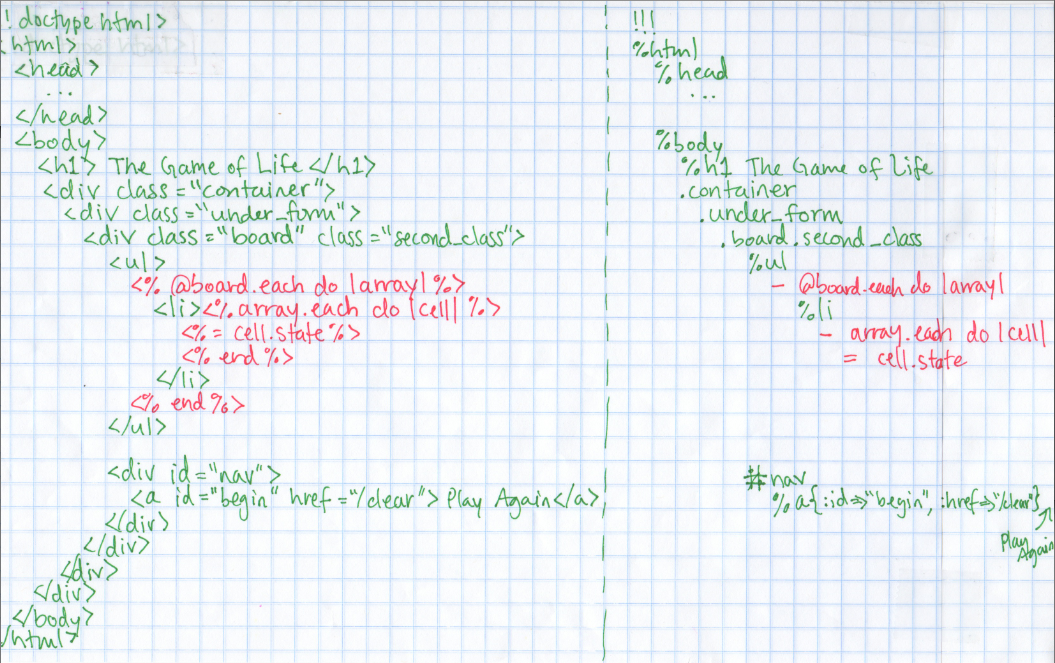 ! doctype html>
html>
<head>
...
</head>
<body>
<h1> The Game of Life </h1>
<div class="container">
<div class="under_form">
<div class="board" class="second_class">
<ul>
<% @board.each do |array| %>
<li><% array.each do |cell| %>
<%= cell.state %>
<% end %>
</li>
<% end %>
</ul>
<div id="nav">
<a id="begin" href="/clear"> Play Again</a>
</div>
</div>
</div>
</div>
</body>
/html>
!!!
%html
%head
...
%body
%h1 The Game of Life
.container
.under_form
.board.second_class
%ul
- @board.each do |array|
%li
- array.each do |cell|
= cell.state
#nav
%a{:id=>"begin", :href=>"/clear"}
Play
Again